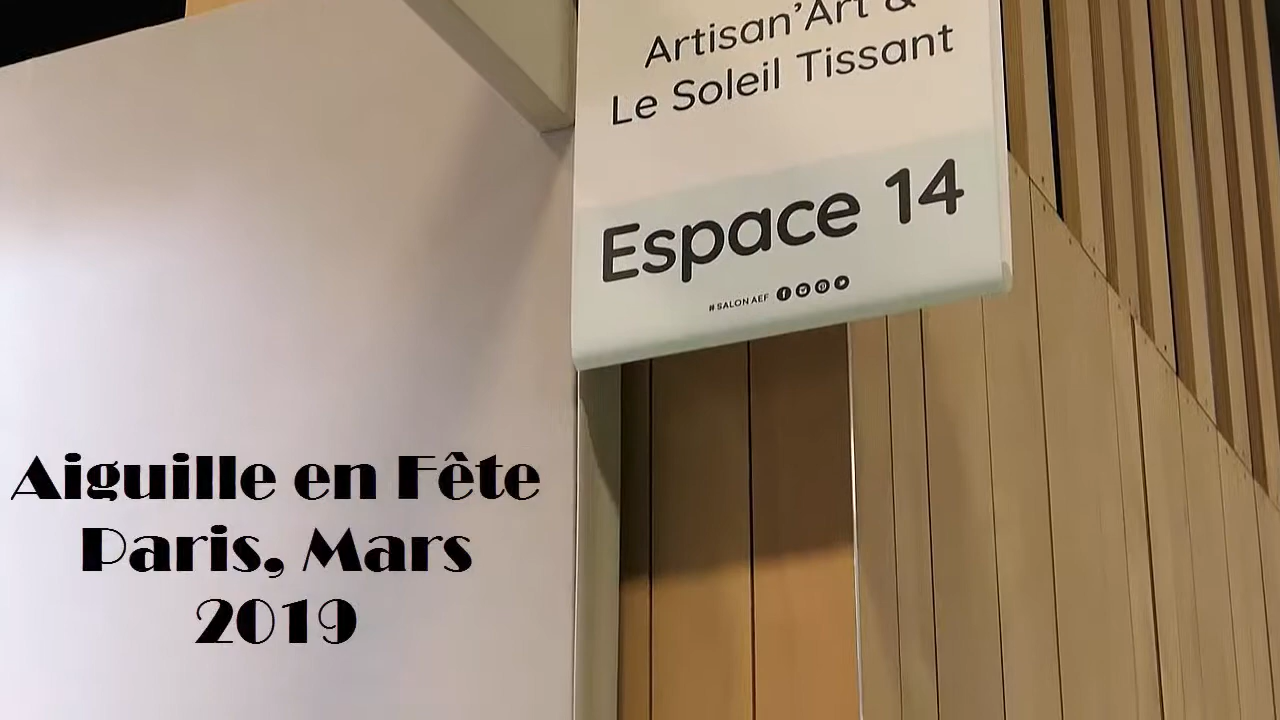 Artisan'Art &
Le Soleil Tissant
Espace 14
#SALON AEF
Aiguille en Fête
Paris, Mars
2019